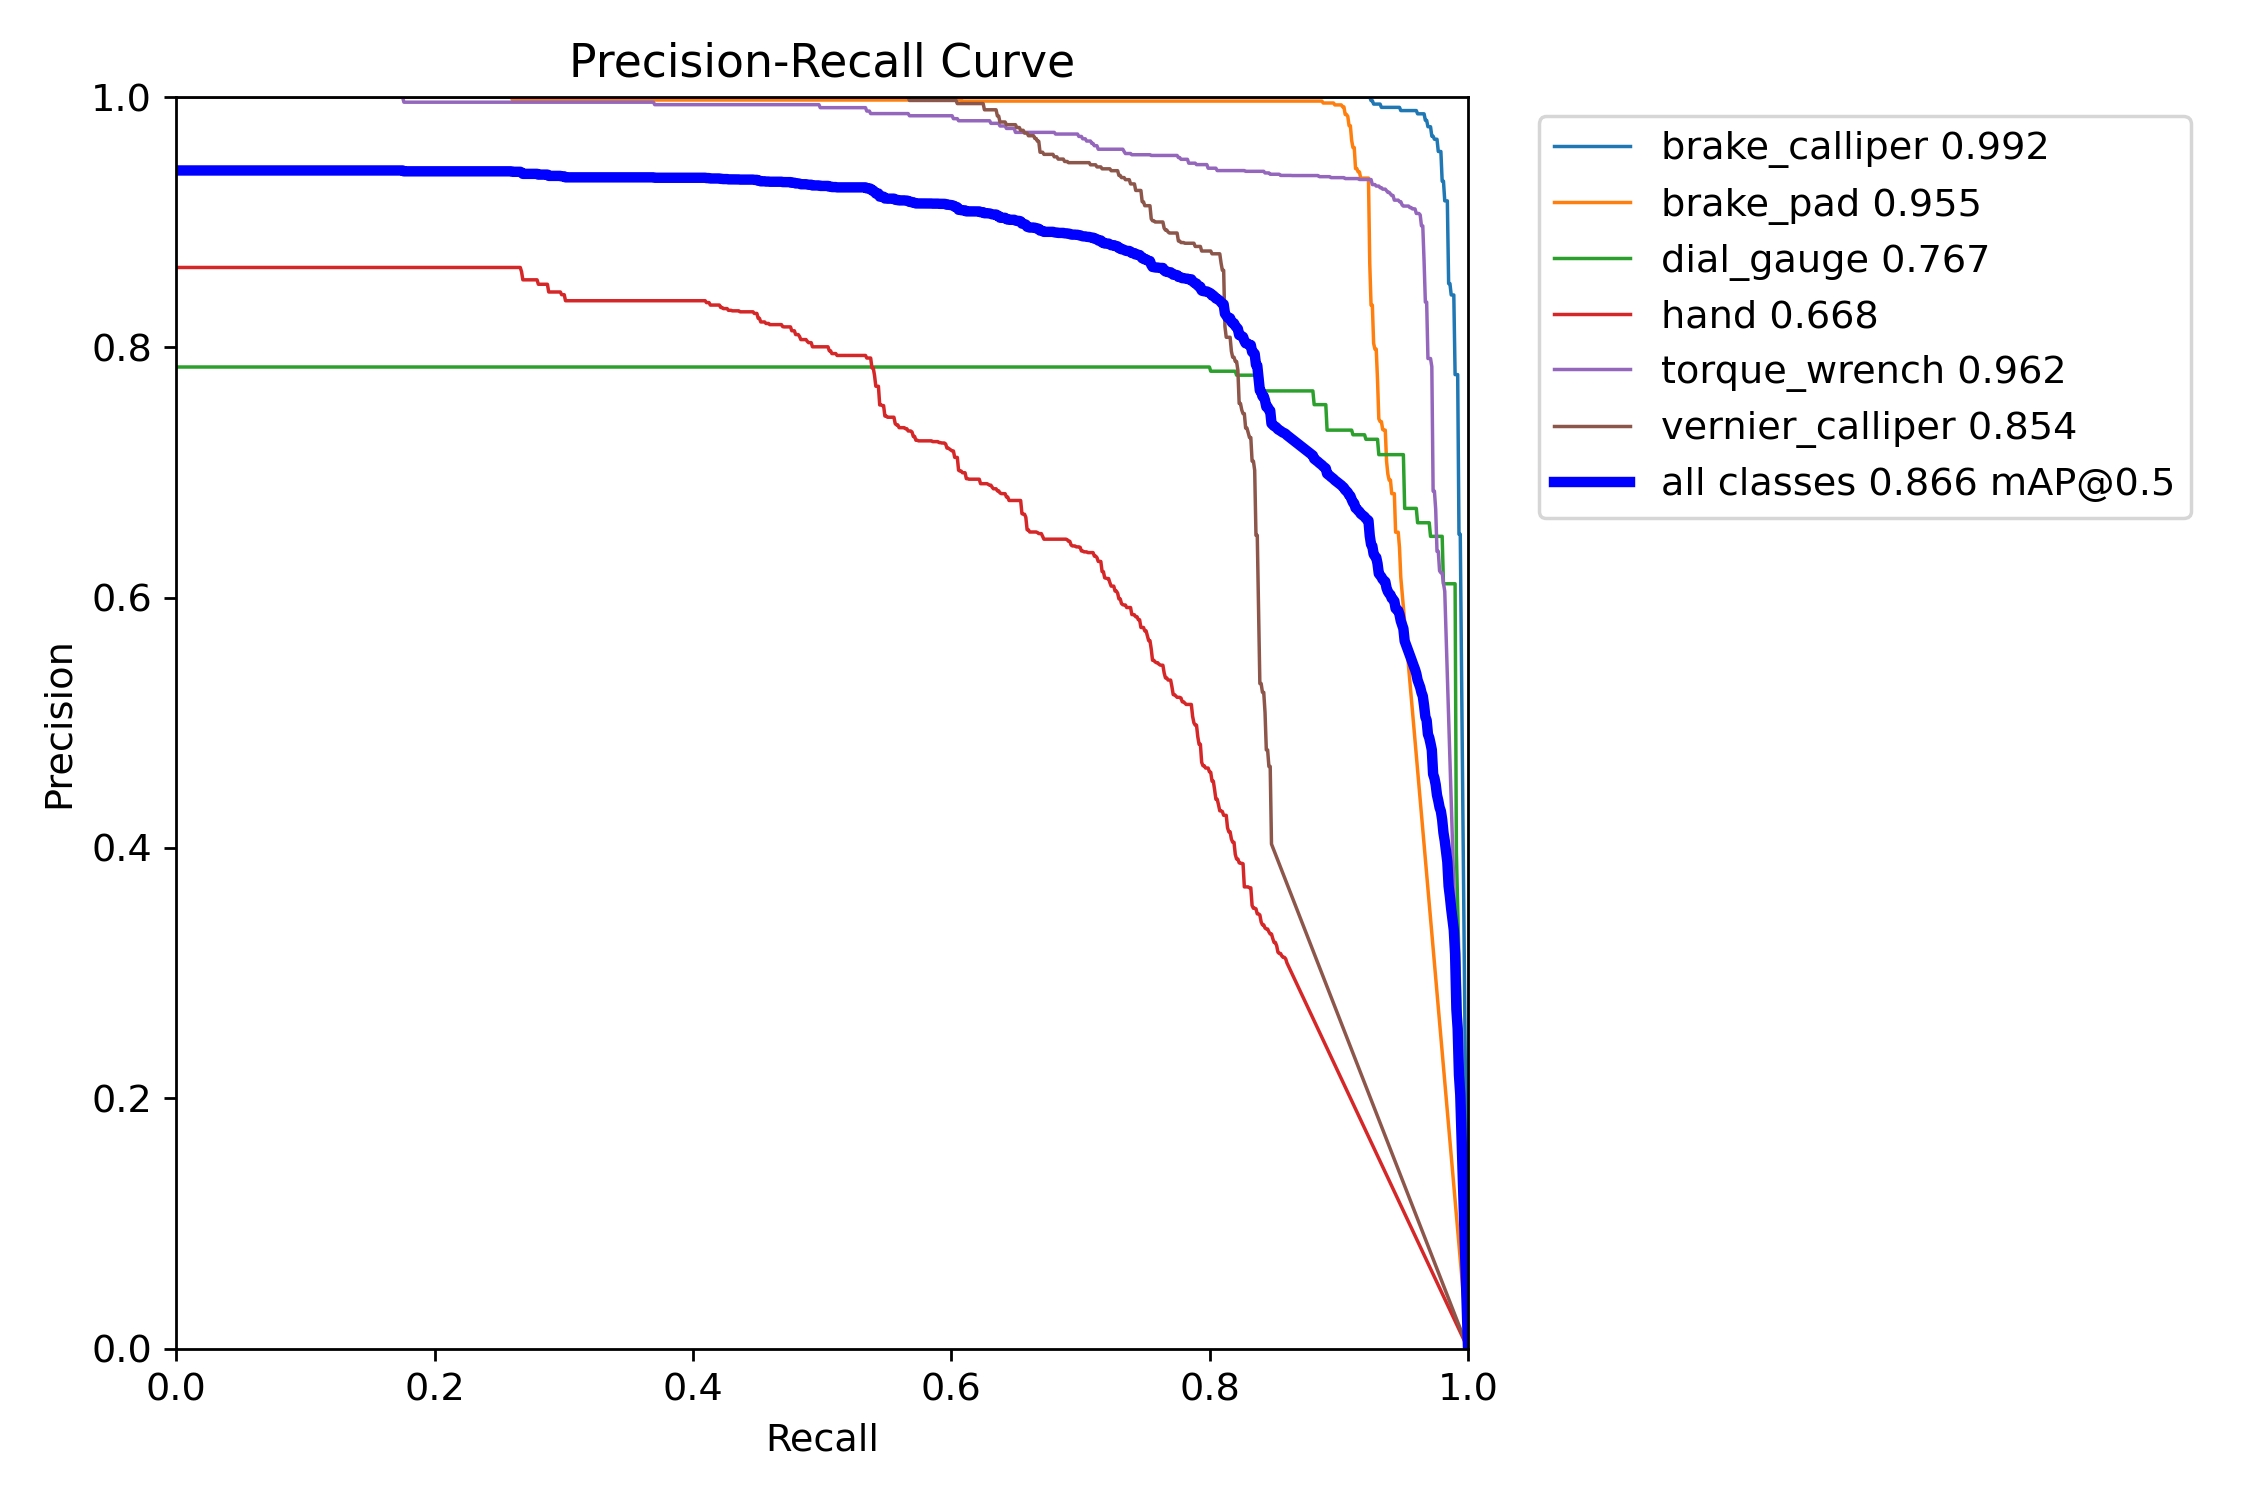 Precision-Recall Curve
1.0
0.8
0.6
0.4
0.2
0.0
Precision
0.0 0.2 0.4 0.6 0.8 1.0
Recall
brake_calliper 0.992
brake_pad 0.955
dial_gauge 0.767
hand 0.668
torque_wrench 0.962
vernier_calliper 0.854
all classes 0.866 mAP@0.5